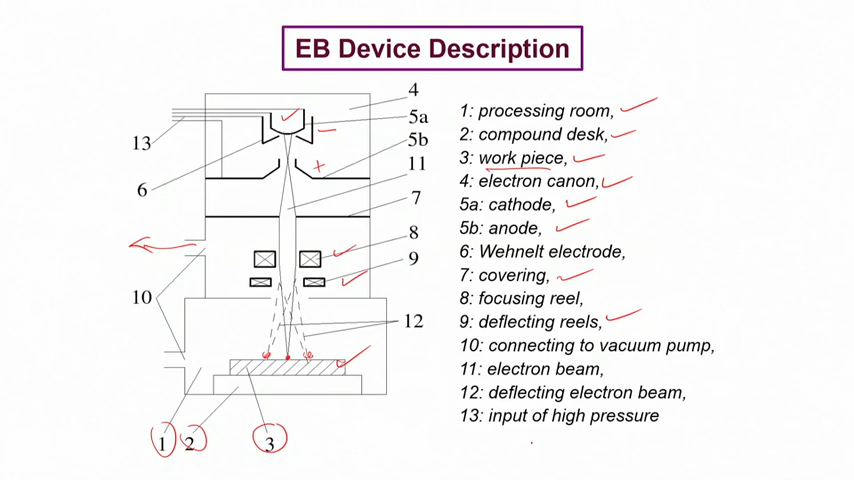 EB Device Description
4
5a
5b
11
7
8
9
12
13
6
10
1
2
3
1: processing room,
2: compound desk,
3: work piece,
4: electron canon,
5a: cathode,
5b: anode,
6: Wehnelt electrode,
7: covering,
8: focusing reel,
9: deflecting reels,
10: connecting to vacuum pump,
11: electron beam,
12: deflecting electron beam,
13: input of high pressure